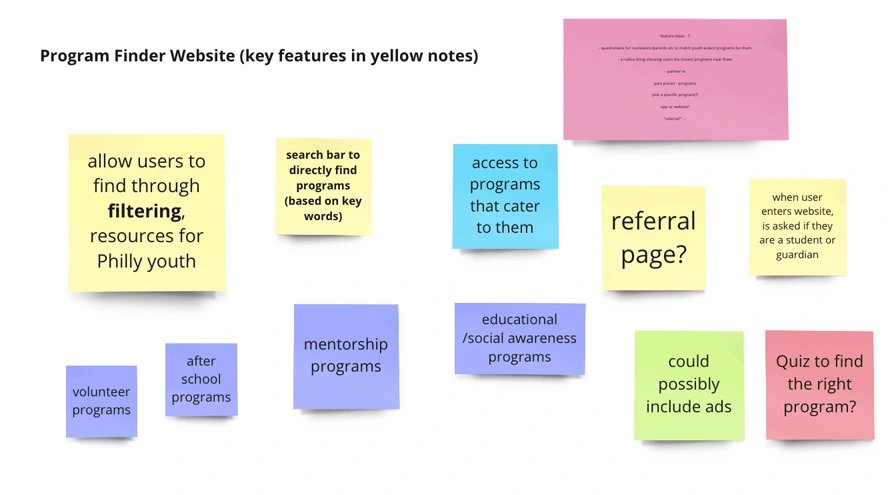 Program Finder Website (key features in yellow notes)
feature ideas - ?
- questionnaire for counselors/parents etc to match youth w best programs for them
- a radius thing showing users the closest programs near them
- partner w
- pain points - programs
pick a specific program(?)
app or website?
"referral?" --
allow users to
find through
filtering,
resources for
Philly youth
search bar to
directly find
programs
(based on key
words)
access to
programs
that cater
to them
referral
page?
when user
enters website,
is asked if they
are a student or
guardian
volunteer
programs
after
school
programs
mentorship
programs
educational
/social awareness
programs
could
possibly
include ads
Quiz to find
the right
program?